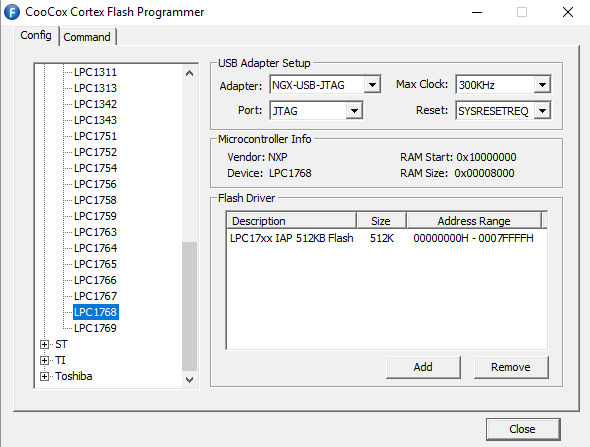 CooCox Cortex Flash Programmer
Config
Command
LPC1311
LPC1313
LPC1342
LPC1343
LPC1751
LPC1752
LPC1754
LPC1756
LPC1758
LPC1759
LPC1763
LPC1764
LPC1765
LPC1766
LPC1767
LPC1768
LPC1769
ST
TI
Toshiba
USB Adapter Setup
Adapter: NGX-USB-JTAG Max Clock: 300KHz
Port: JTAG Reset: SYSRESETREQ
Microcontroller Info
Vendor: NXP RAM Start: 0x10000000
Device: LPC1768 RAM Size: 0x00008000
Flash Driver
Description Size Address Range
LPC17xx IAP 512KB Flash 512K 00000000H - 0007FFFFH
Add Remove
Close